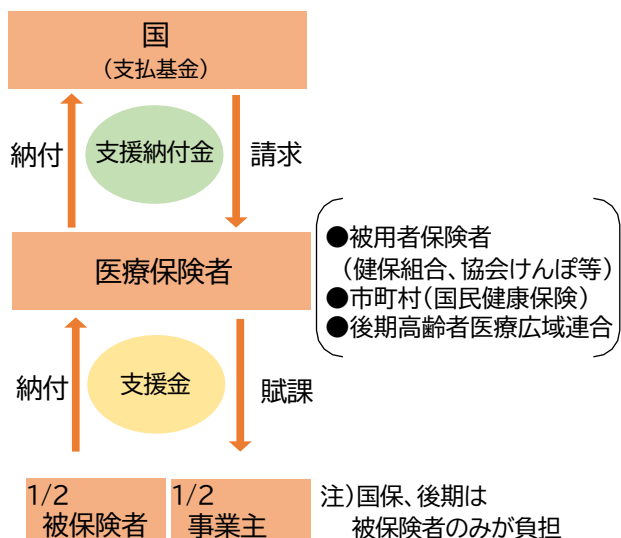 国
（支払基金）
納付
支援納付金
請求
医療保険者
●被用者保険者
（健保組合、協会けんぽ等）
●市町村（国民健康保険）
●後期高齢者医療広域連合
納付
支援金
賦課
1/2
被保険者
1/2
事業主
注）国保、後期は
被保険者のみが負担